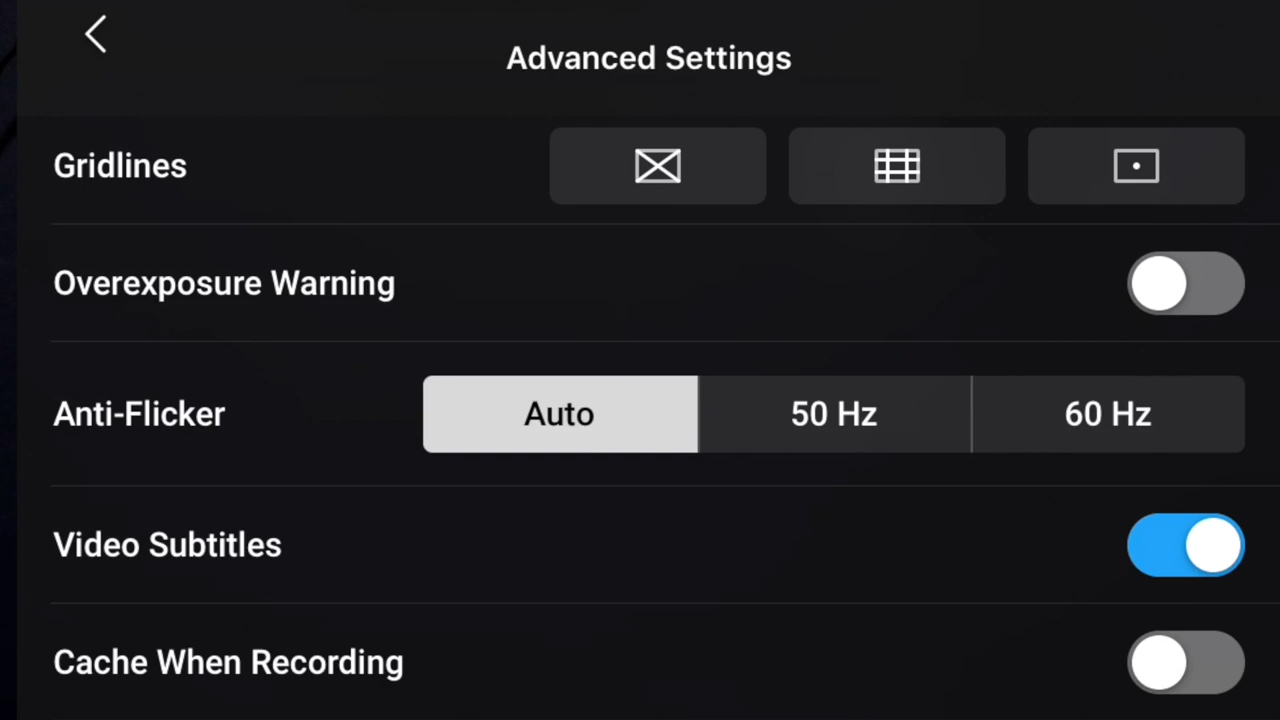 Advanced Settings
Gridlines
Overexposure Warning
Anti-Flicker
Auto
50 Hz
60 Hz
Video Subtitles
Cache When Recording